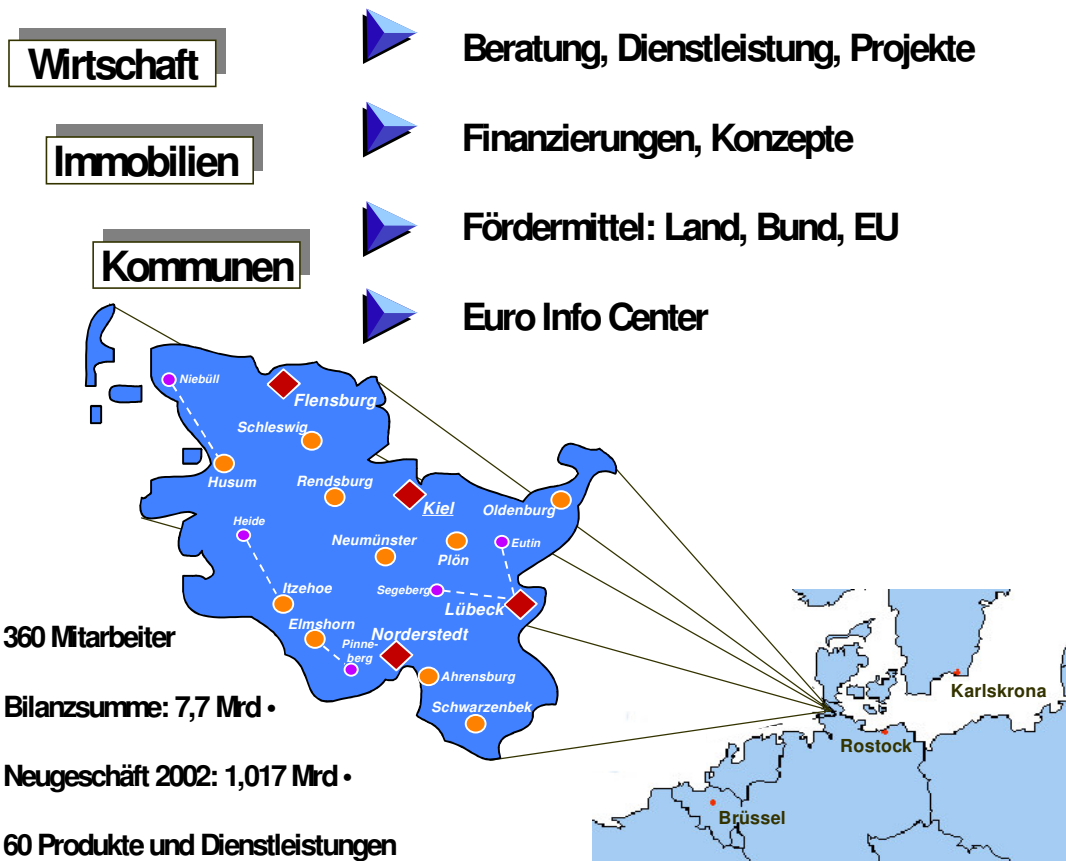 Wirtschaft
Beratung, Dienstleistung, Projekte
Immobilien
Finanzierungen, Konzepte
Kommunen
Fördermittel: Land, Bund, EU
Euro Info Center
Niebüll
Flensburg
Schleswig
Husum
Rendsburg
Kiel
Oldenburg
Heide
Neumünster
Plön
Eutin
Segeberg
Itzehoe
Lübeck
Elmshorn
Norderstedt
Pinne-
berg
Ahrensburg
Schwarzenbek
360 Mitarbeiter
Bilanzsumme: 7,7 Mrd •
Neugeschäft 2002: 1,017 Mrd •
60 Produkte und Dienstleistungen
Karlskrona
Rostock
Brüssel